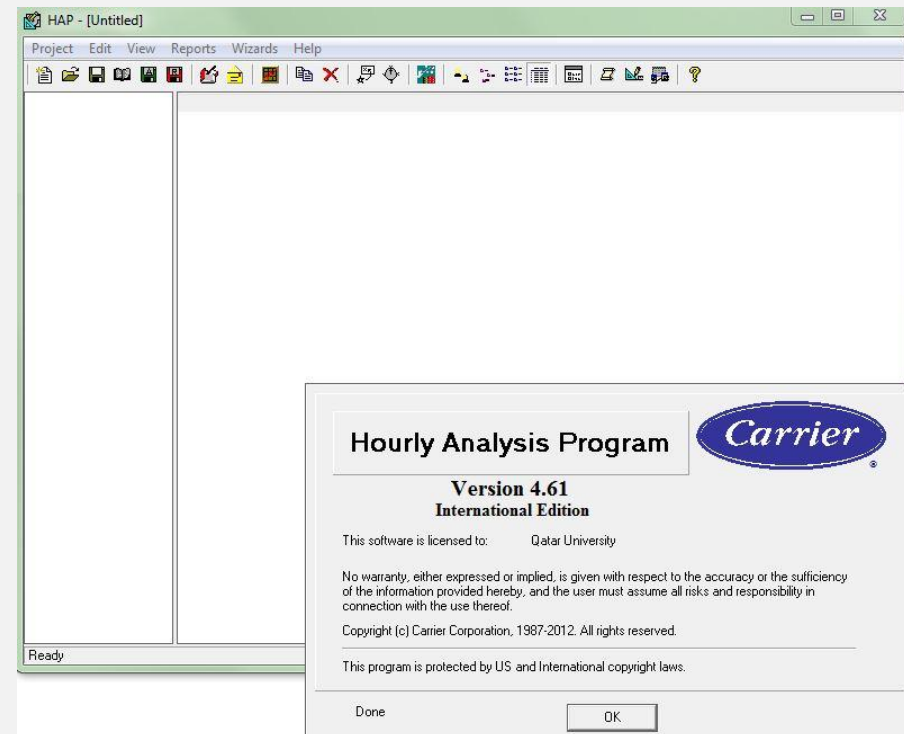 HAP - [Untitled]
Project Edit View Reports Wizards Help
Hourly Analysis Program
Carrier
Version 4.61
International Edition
This software is licensed to: Qatar University
No warranty, either expressed or implied, is given with respect to the accuracy or the sufficiency
of the information provided hereby, and the user must assume all risks and responsibility in
connection with the use thereof.
Copyright (c) Carrier Corporation, 1987-2012. All rights reserved.
This program is protected by US and International copyright laws.
Ready
Done
OK